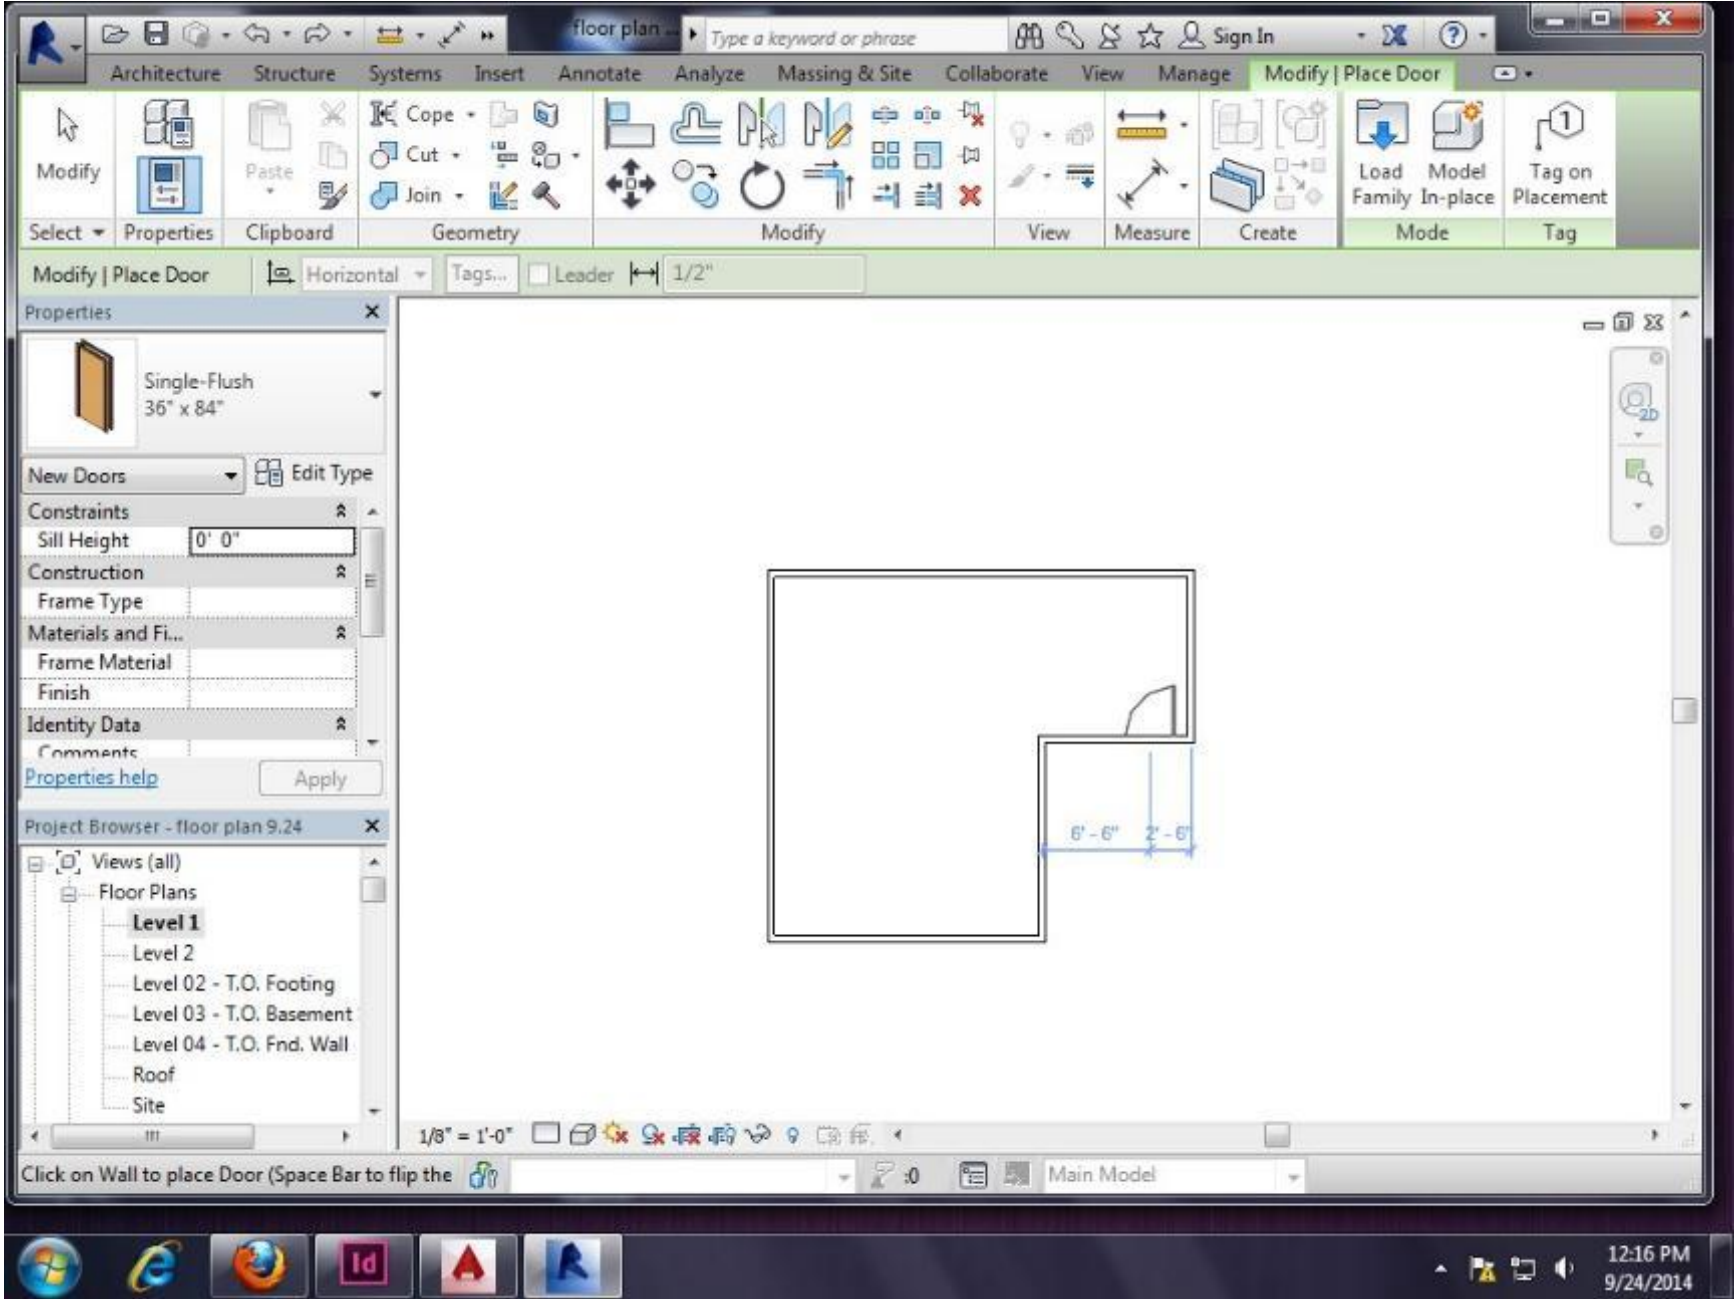 floor plan ...
Type a keyword or phrase
Sign In
Architecture Structure Systems Insert Annotate Analyze Massing & Site Collaborate View Manage Modify | Place Door
Modify
Paste
Cope
Cut
Join
Load Family
Model In-place
1
Tag on Placement
Select Properties Clipboard Geometry Modify View Measure Create Mode Tag
Modify | Place Door Horizontal Tags... Leader 1/2"
Properties
Single-Flush
36" x 84"
New Doors Edit Type
Constraints
Sill Height 0' 0"
Construction
Frame Type
Materials and Fi...
Frame Material
Finish
Identity Data
Comments
Properties help Apply
2D
6' - 6" 2' - 6"
Project Browser - floor plan 9.24
Views (all)
Floor Plans
Level 1
Level 2
Level 02 - T.O. Footing
Level 03 - T.O. Basement
Level 04 - T.O. Fnd. Wall
Roof
Site
1/8" = 1'-0"
Click on Wall to place Door (Space Bar to flip the
:0 Main Model
Id
12:16 PM
9/24/2014